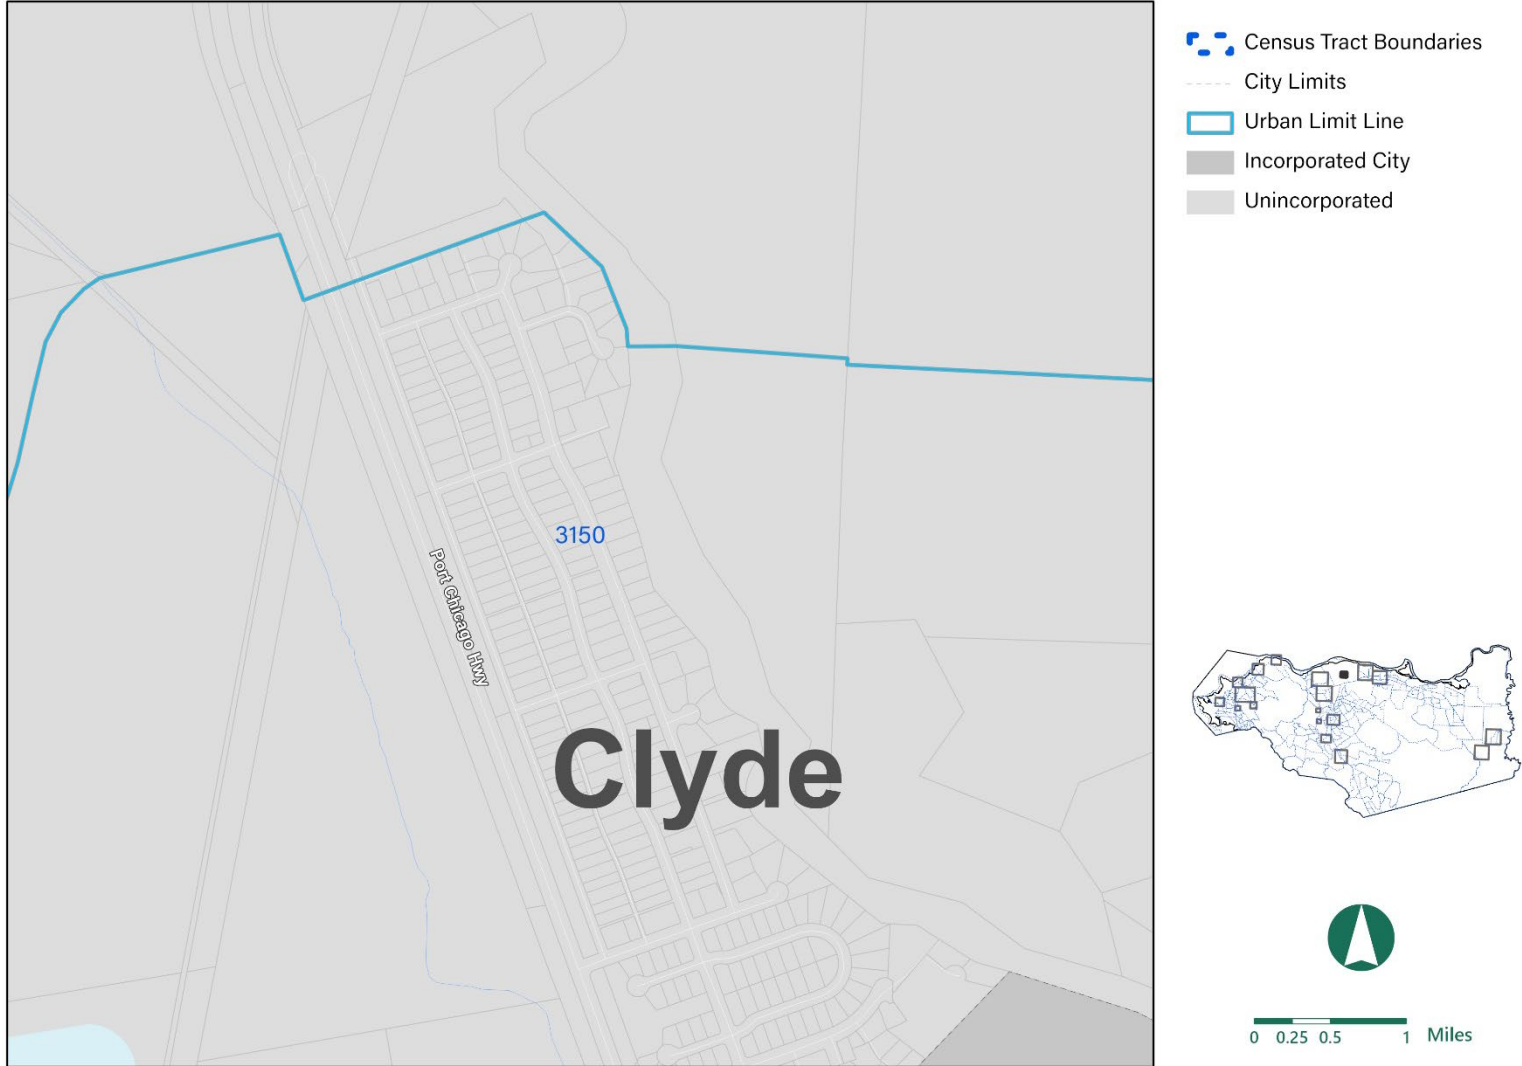 Census Tract Boundaries
City Limits
Urban Limit Line
Incorporated City
Unincorporated
3150
Port Chicago Hwy
Clyde
0 0.25 0.5 1 Miles